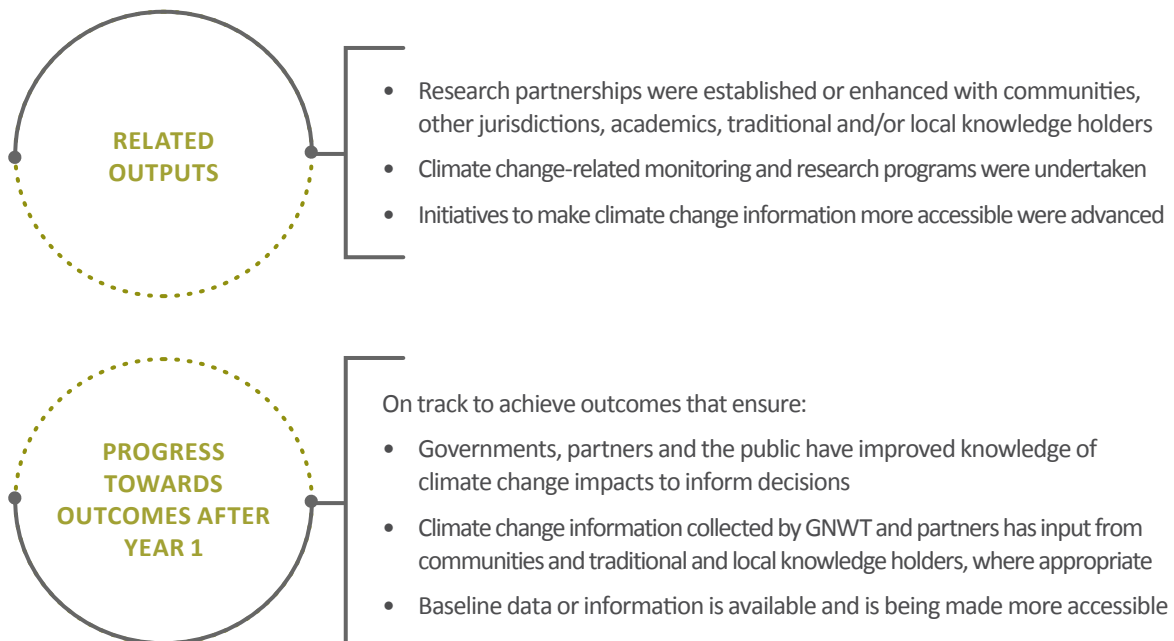 RELATED
OUTPUTS
• Research partnerships were established or enhanced with communities,
other jurisdictions, academics, traditional and/or local knowledge holders
• Climate change-related monitoring and research programs were undertaken
• Initiatives to make climate change information more accessible were advanced
PROGRESS
TOWARDS
OUTCOMES AFTER
YEAR 1
On track to achieve outcomes that ensure:
• Governments, partners and the public have improved knowledge of
climate change impacts to inform decisions
• Climate change information collected by GNWT and partners has input from
communities and traditional and local knowledge holders, where appropriate
• Baseline data or information is available and is being made more accessible